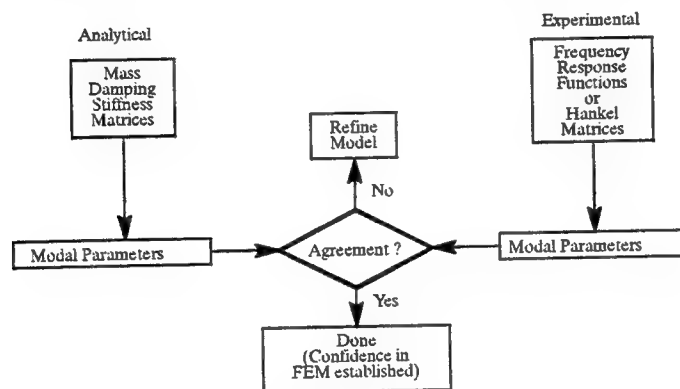 Analytical
Mass
Damping
Stiffness
Matrices
Experimental
Frequency
Response
Functions
or
Hankel
Matrices
Refine
Model
No
Modal Parameters
Agreement ?
Modal Parameters
Yes
Done
(Confidence in
FEM established)